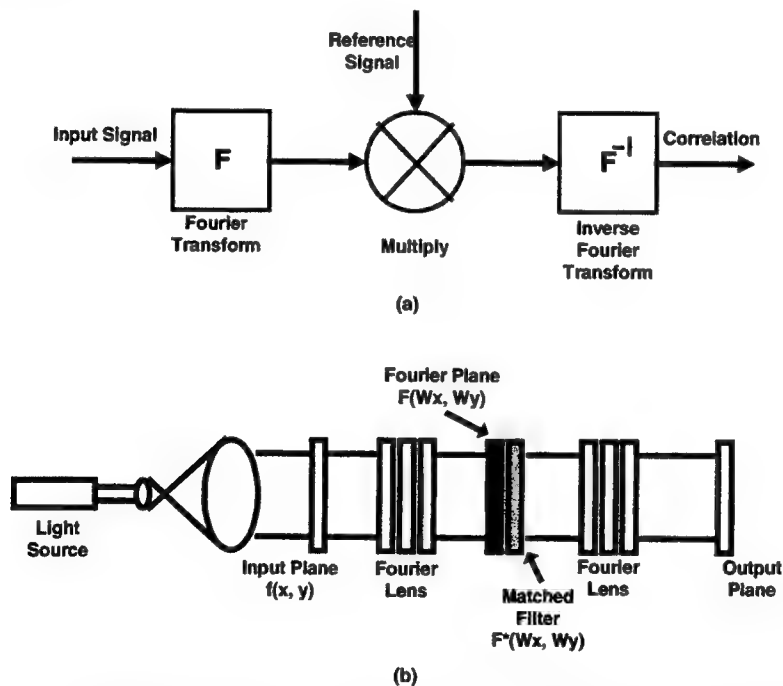 Reference
Signal
Input Signal
F
F⁻¹
Correlation
Fourier
Transform
Multiply
Inverse
Fourier
Transform
(a)
Fourier Plane
F(Wx, Wy)
Light
Source
Input Plane
f(x, y)
Fourier
Lens
Matched
Filter
F*(Wx, Wy)
Fourier
Lens
Output
Plane
(b)